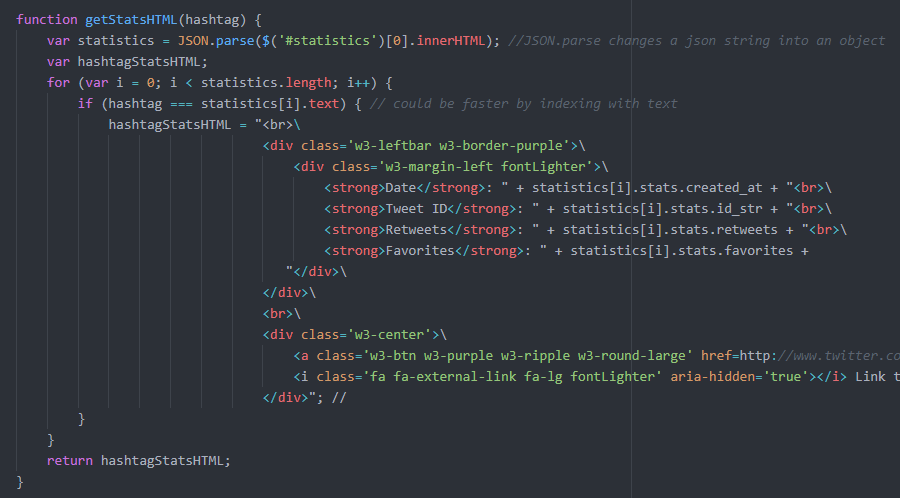 function getStatsHTML(hashtag) {
var statistics = JSON.parse($('#statistics')[0].innerHTML); //JSON.parse changes a json string into an object
var hashtagStatsHTML;
for (var i = 0; i < statistics.length; i++) {
if (hashtag === statistics[i].text) { // could be faster by indexing with text
hashtagStatsHTML = "<br>\
<div class='w3-leftbar w3-border-purple'>\
<div class='w3-margin-left fontLighter'>\
<strong>Date</strong>: " + statistics[i].stats.created_at + "<br>\
<strong>Tweet ID</strong>: " + statistics[i].stats.id_str + "<br>\
<strong>Retweets</strong>: " + statistics[i].stats.retweets + "<br>\
<strong>Favorites</strong>: " + statistics[i].stats.favorites +
"</div>\
</div>\
<br>\
<div class='w3-center'>\
<a class='w3-btn w3-purple w3-ripple w3-round-large' href=http://www.twitter.co
<i class='fa fa-external-link fa-lg fontLighter' aria-hidden='true'></i> Link t
</div>"; //
}
}
return hashtagStatsHTML;
}